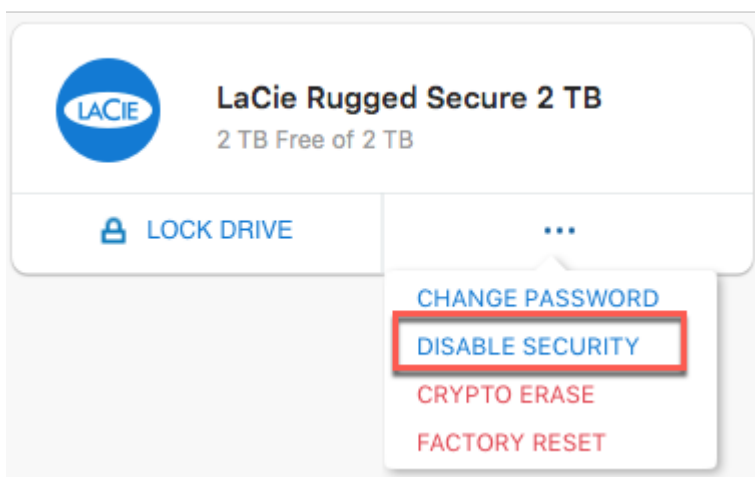 LACIE
LaCie Rugged Secure 2 TB
2 TB Free of 2 TB
LOCK DRIVE
...
CHANGE PASSWORD
DISABLE SECURITY
CRYPTO ERASE
FACTORY RESET